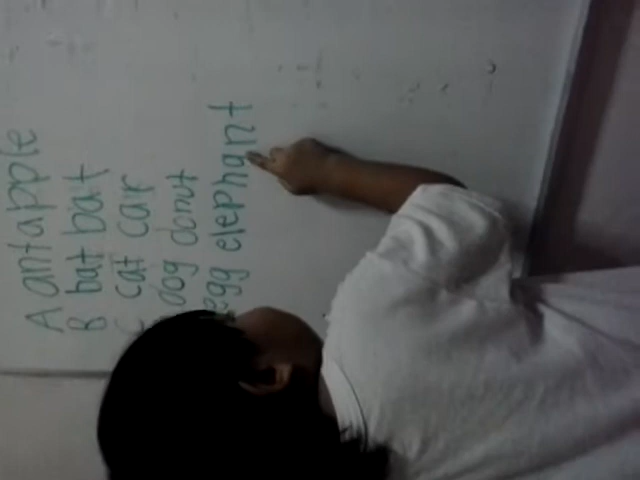 A ant apple
B bat bat
C cat car
dog donut
egg elephant